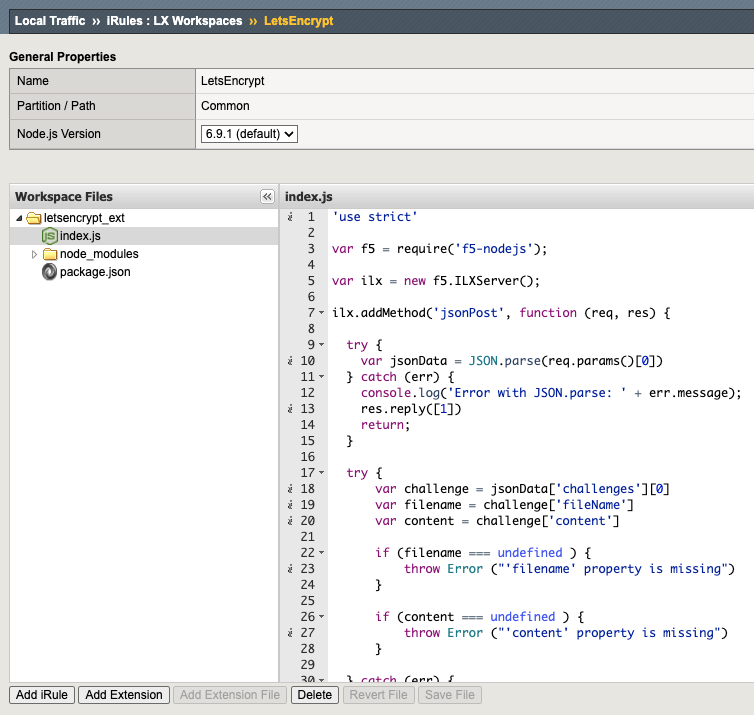 Local Traffic ›› iRules : LX Workspaces ›› LetsEncrypt
General Properties
Name LetsEncrypt
Partition / Path Common
Node.js Version 6.9.1 (default)
Workspace Files
«
index.js
letsencrypt_ext
index.js
node_modules
package.json
i 1 'use strict'
2
3 var f5 = require('f5-nodejs');
4
5 var ilx = new f5.ILXServer();
6
7 ilx.addMethod('jsonPost', function (req, res) {
8
9   try {
i 10     var jsonData = JSON.parse(req.params()[0])
11   } catch (err) {
12     console.log('Error with JSON.parse: ' + err.message);
i 13     res.reply([1])
14     return;
15   }
16
17   try {
i 18       var challenge = jsonData['challenges'][0]
i 19       var filename = challenge['fileName']
i 20       var content = challenge['content']
21
22       if (filename === undefined ) {
i 23           throw Error ("'filename' property is missing")
24       }
25
26       if (content === undefined ) {
i 27           throw Error ("'content' property is missing")
28       }
29
30   } catch (err) {
Add iRule Add Extension Add Extension File Delete Revert File Save File